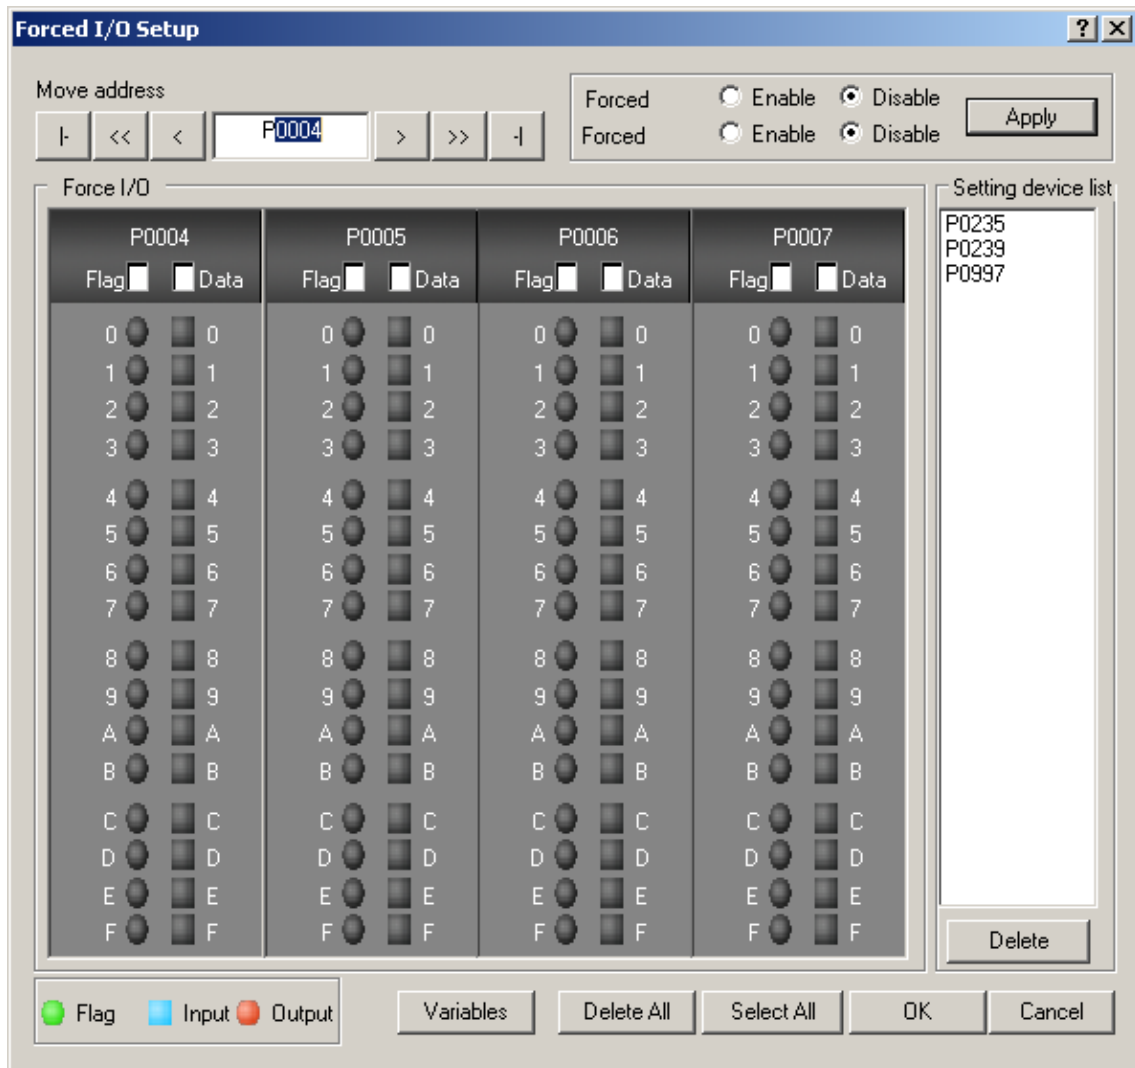 Forced I/O Setup ? X
Move address
|- << < P0004 > >> -|
Forced Enable Disable
Forced Enable Disable
Apply
Force I/O
P0004 P0005 P0006 P0007
Flag Data Flag Data Flag Data Flag Data
0 0 0 0 0 0 0 0
1 1 1 1 1 1 1 1
2 2 2 2 2 2 2 2
3 3 3 3 3 3 3 3
4 4 4 4 4 4 4 4
5 5 5 5 5 5 5 5
6 6 6 6 6 6 6 6
7 7 7 7 7 7 7 7
8 8 8 8 8 8 8 8
9 9 9 9 9 9 9 9
A A A A A A A A
B B B B B B B B
C C C C C C C C
D D D D D D D D
E E E E E E E E
F F F F F F F F
Setting device list
P0235
P0239
P0997
Delete
Flag Input Output
Variables Delete All Select All OK Cancel